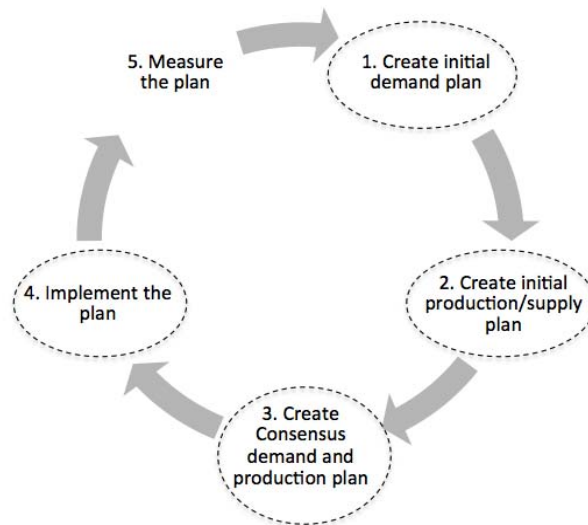 1. Create initial
demand plan
2. Create initial
production/supply
plan
3. Create
Consensus
demand and
production plan
4. Implement the
plan
5. Measure
the plan